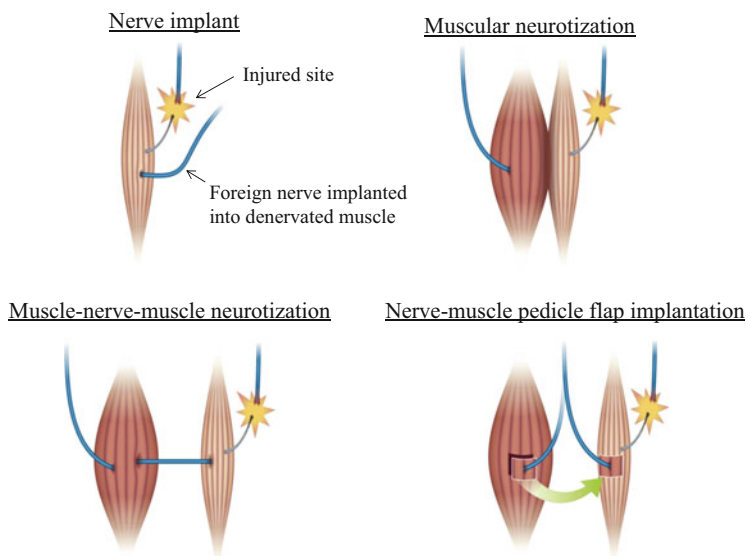 Nerve implant
Injured site
Foreign nerve implanted
into denervated muscle
Muscular neurotization
Muscle-nerve-muscle neurotization
Nerve-muscle pedicle flap implantation